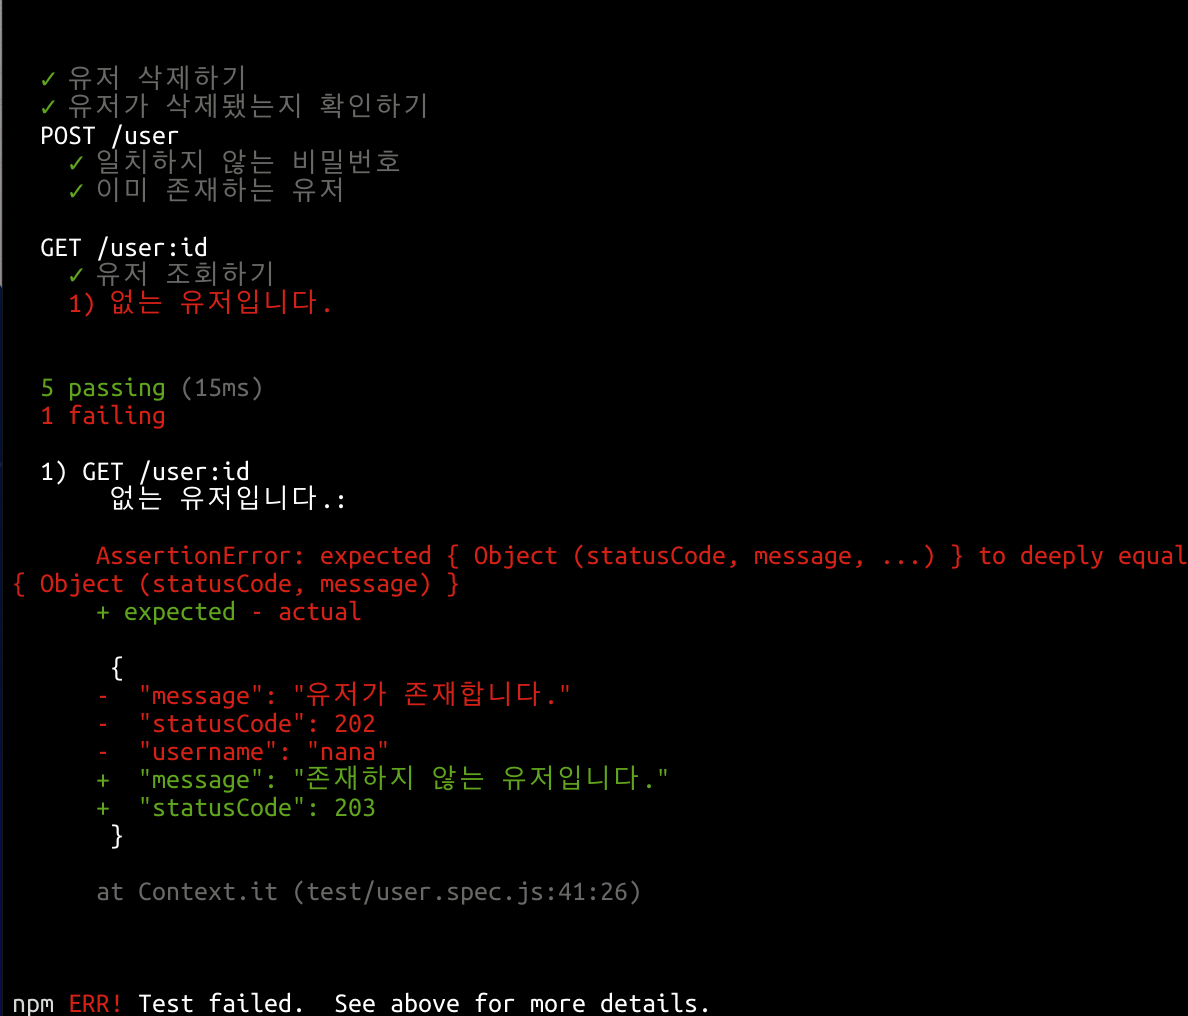 ✓ 유저 삭제하기
✓ 유저가 삭제됐는지 확인하기
POST /user
✓ 일치하지 않는 비밀번호
✓ 이미 존재하는 유저
GET /user:id
✓ 유저 조회하기
1) 없는 유저입니다.
5 passing (15ms)
1 failing
1) GET /user:id
없는 유저입니다.:
AssertionError: expected { Object (statusCode, message, ...) } to deeply equal
{ Object (statusCode, message) }
+ expected - actual
{
-  "message": "유저가 존재합니다."
-  "statusCode": 202
-  "username": "nana"
+  "message": "존재하지 않는 유저입니다."
+  "statusCode": 203
}
at Context.it (test/user.spec.js:41:26)
npm ERR! Test failed.  See above for more details.